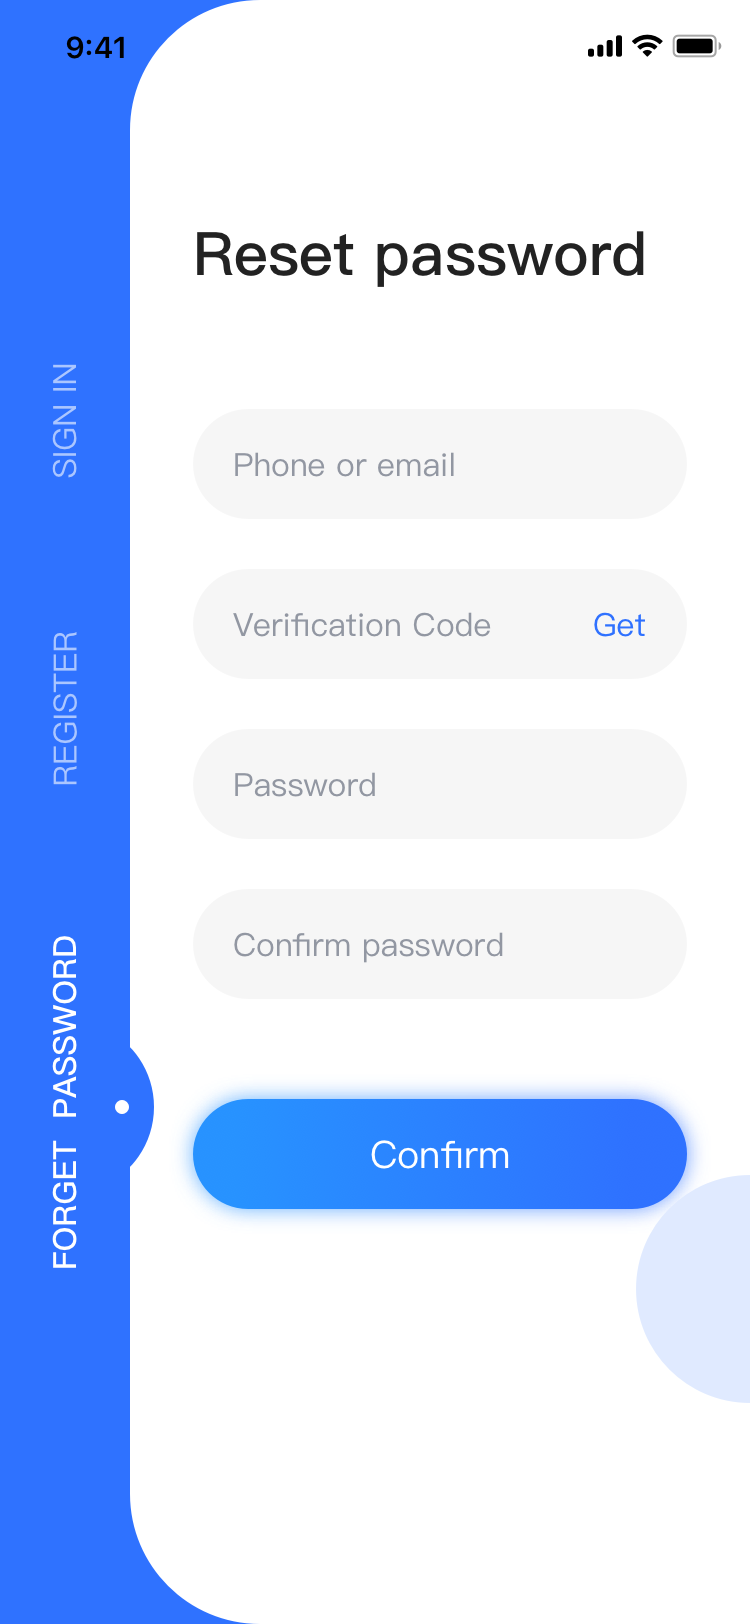 9:41
Reset password
SIGN IN
REGISTER
FORGET PASSWORD
Phone or email
Verification Code
Get
Password
Confirm password
Confirm